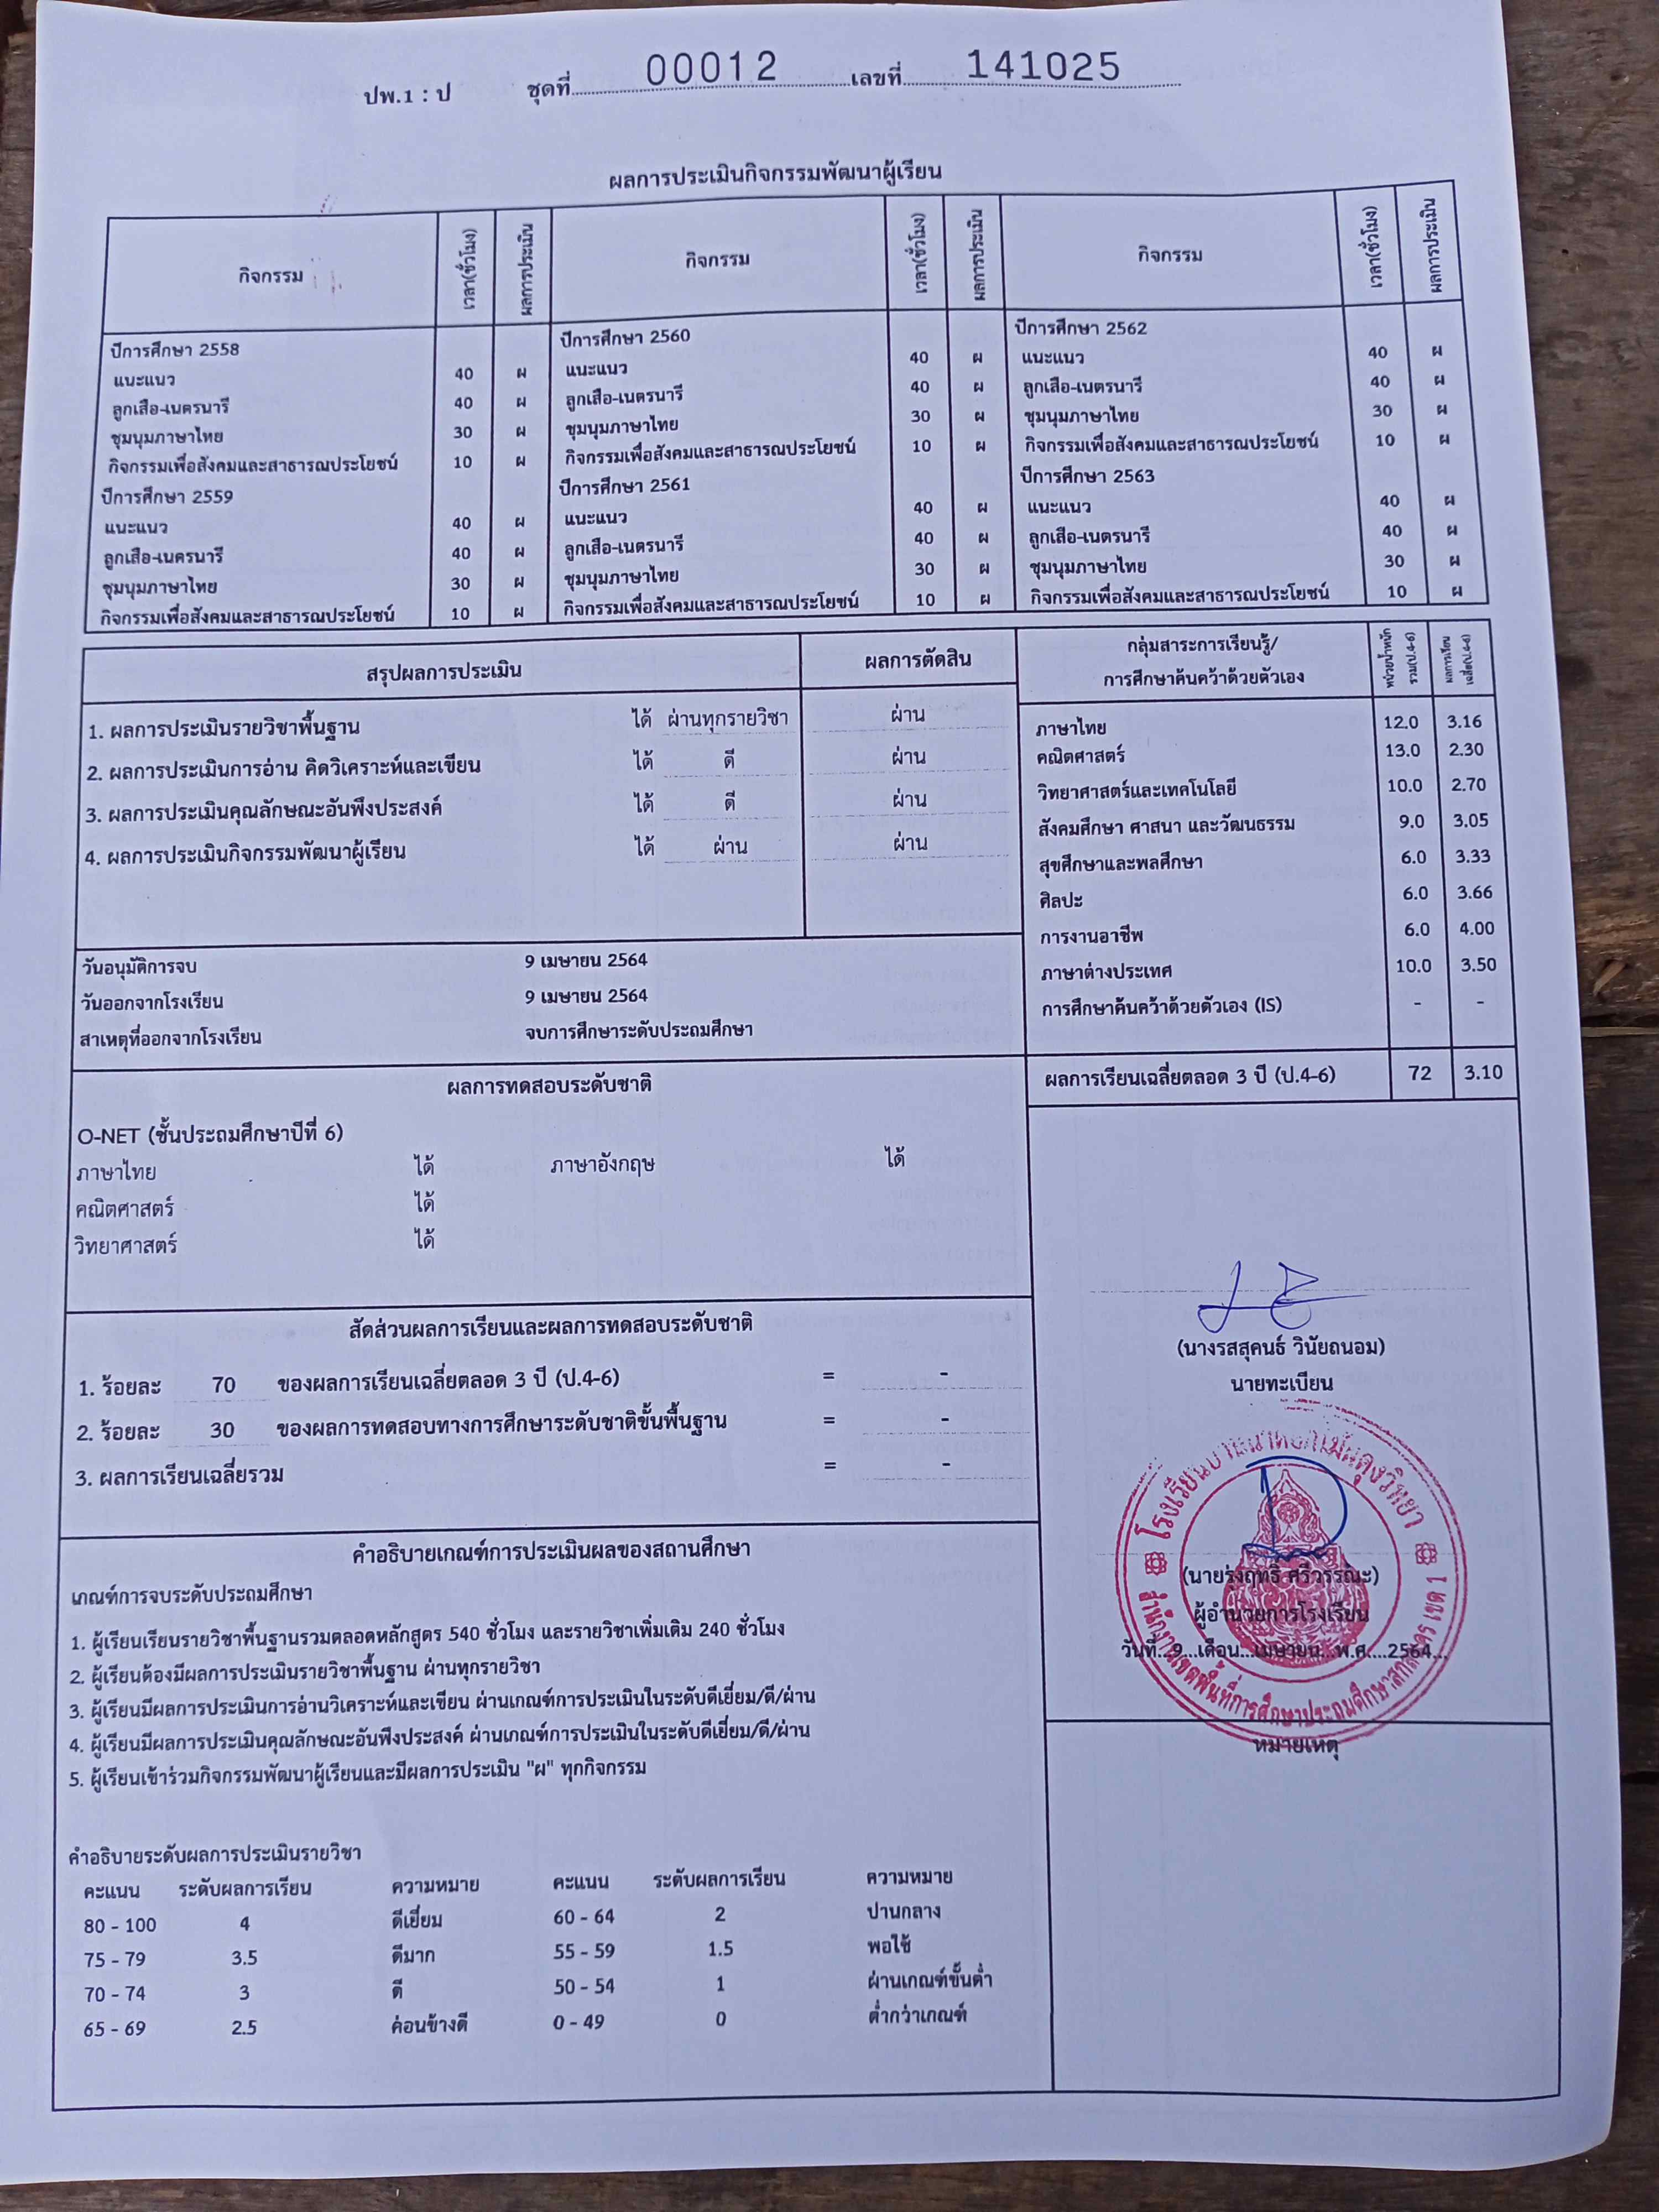 ปพ.1 : ป ชุดที่ 00012 เลขที่ 141025
ผลการประเมินกิจกรรมพัฒนาผู้เรียน
กิจกรรม เวลา(ชั่วโมง) ผลการประเมิน กิจกรรม เวลา(ชั่วโมง) ผลการประเมิน กิจกรรม เวลา(ชั่วโมง) ผลการประเมิน
ปีการศึกษา 2558 ปีการศึกษา 2560 ปีการศึกษา 2562
แนะแนว 40 ผ แนะแนว 40 ผ แนะแนว 40 ผ
ลูกเสือ-เนตรนารี 40 ผ ลูกเสือ-เนตรนารี 40 ผ ลูกเสือ-เนตรนารี 40 ผ
ชุมนุมภาษาไทย 30 ผ ชุมนุมภาษาไทย 30 ผ ชุมนุมภาษาไทย 30 ผ
กิจกรรมเพื่อสังคมและสาธารณประโยชน์ 10 ผ กิจกรรมเพื่อสังคมและสาธารณประโยชน์ 10 ผ กิจกรรมเพื่อสังคมและสาธารณประโยชน์ 10 ผ
ปีการศึกษา 2559 ปีการศึกษา 2561 ปีการศึกษา 2563
แนะแนว 40 ผ แนะแนว 40 ผ แนะแนว 40 ผ
ลูกเสือ-เนตรนารี 40 ผ ลูกเสือ-เนตรนารี 40 ผ ลูกเสือ-เนตรนารี 40 ผ
ชุมนุมภาษาไทย 30 ผ ชุมนุมภาษาไทย 30 ผ ชุมนุมภาษาไทย 30 ผ
กิจกรรมเพื่อสังคมและสาธารณประโยชน์ 10 ผ กิจกรรมเพื่อสังคมและสาธารณประโยชน์ 10 ผ กิจกรรมเพื่อสังคมและสาธารณประโยชน์ 10 ผ
สรุปผลการประเมิน ผลการตัดสิน
1. ผลการประเมินรายวิชาพื้นฐาน ได้ ผ่านทุกรายวิชา ผ่าน
2. ผลการประเมินการอ่าน คิดวิเคราะห์และเขียน ได้ ดี ผ่าน
3. ผลการประเมินคุณลักษณะอันพึงประสงค์ ได้ ดี ผ่าน
4. ผลการประเมินกิจกรรมพัฒนาผู้เรียน ได้ ผ่าน ผ่าน
วันอนุมัติการจบ 9 เมษายน 2564
วันออกจากโรงเรียน 9 เมษายน 2564
สาเหตุที่ออกจากโรงเรียน จบการศึกษาระดับประถมศึกษา
กลุ่มสาระการเรียนรู้/
การศึกษาค้นคว้าด้วยตัวเอง
หน่วยน้ำหนัก
รวม(ป.4-6)
ผลการเรียน
เฉลี่ย(ป.4-6)
ภาษาไทย 12.0 3.16
คณิตศาสตร์ 13.0 2.30
วิทยาศาสตร์และเทคโนโลยี 10.0 2.70
สังคมศึกษา ศาสนา และวัฒนธรรม 9.0 3.05
สุขศึกษาและพลศึกษา 6.0 3.33
ศิลปะ 6.0 3.66
การงานอาชีพ 6.0 4.00
ภาษาต่างประเทศ 10.0 3.50
การศึกษาค้นคว้าด้วยตัวเอง (IS) - -
ผลการเรียนเฉลี่ยตลอด 3 ปี (ป.4-6) 72 3.10
ผลการทดสอบระดับชาติ
O-NET (ชั้นประถมศึกษาปีที่ 6)
ภาษาไทย ได้ ภาษาอังกฤษ ได้
คณิตศาสตร์ ได้
วิทยาศาสตร์ ได้
สัดส่วนผลการเรียนและผลการทดสอบระดับชาติ
1. ร้อยละ 70 ของผลการเรียนเฉลี่ยตลอด 3 ปี (ป.4-6) = -
2. ร้อยละ 30 ของผลการทดสอบทางการศึกษาระดับชาติขั้นพื้นฐาน = -
3. ผลการเรียนเฉลี่ยรวม = -
คำอธิบายเกณฑ์การประเมินผลของสถานศึกษา
เกณฑ์การจบระดับประถมศึกษา
1. ผู้เรียนเรียนรายวิชาพื้นฐานรวมตลอดหลักสูตร 540 ชั่วโมง และรายวิชาเพิ่มเติม 240 ชั่วโมง
2. ผู้เรียนต้องมีผลการประเมินรายวิชาพื้นฐาน ผ่านทุกรายวิชา
3. ผู้เรียนมีผลการประเมินการอ่านวิเคราะห์และเขียน ผ่านเกณฑ์การประเมินในระดับดีเยี่ยม/ดี/ผ่าน
4. ผู้เรียนมีผลการประเมินคุณลักษณะอันพึงประสงค์ ผ่านเกณฑ์การประเมินในระดับดีเยี่ยม/ดี/ผ่าน
5. ผู้เรียนเข้าร่วมกิจกรรมพัฒนาผู้เรียนและมีผลการประเมิน "ผ" ทุกกิจกรรม
คำอธิบายระดับผลการประเมินรายวิชา
คะแนน ระดับผลการเรียน ความหมาย คะแนน ระดับผลการเรียน ความหมาย
80 - 100 4 ดีเยี่ยม 60 - 64 2 ปานกลาง
75 - 79 3.5 ดีมาก 55 - 59 1.5 พอใช้
70 - 74 3 ดี 50 - 54 1 ผ่านเกณฑ์ขั้นต่ำ
65 - 69 2.5 ค่อนข้างดี 0 - 49 0 ต่ำกว่าเกณฑ์
(นางรสสุคนธ์ วินัยถนอม)
นายทะเบียน
(นายรุ่งฤทธิ์ ศรีวรรณะ)
ผู้อำนวยการโรงเรียน
วันที่...9...เดือน...เมษายน...พ.ศ....2564...
สำนักงานเขตพื้นที่การศึกษาประถมศึกษาสกลนคร เขต 1
หมายเหตุ